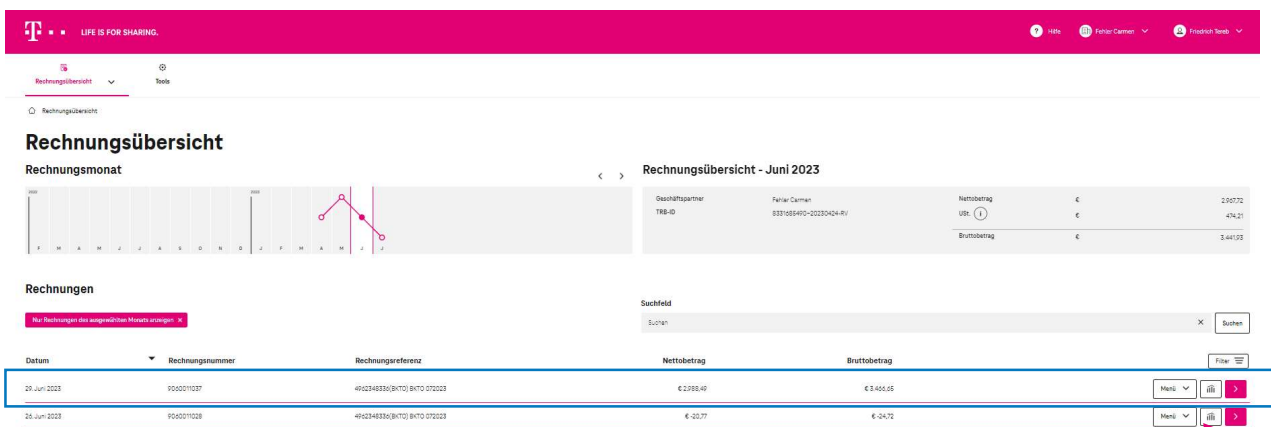 T LIFE IS FOR SHARING.
? Hilfe Fehler Carmen Friedrich Tereb
Rechnungsübersicht Tools
Rechnungsübersicht
Rechnungsübersicht
Rechnungsmonat
< >
F M A M J J A S O N D J F M A M J J
Rechnungsübersicht - Juni 2023
Geschäftspartner Fehler Carmen Nettobetrag € 2.967,72
TRB-ID 8331685490-20230424-RV USt. i € 474,21
Bruttobetrag € 3.441,93
Rechnungen
Suchfeld
Nur Rechnungen des ausgewählten Monats anzeigen ×
Suchen × Suchen
Datum Rechnungsnummer Rechnungsreferenz Nettobetrag Bruttobetrag Filter
29. Juni 2023 9060011037 4962348336(BKTO) BKTO 072023 € 2.988,49 € 3.466,65 Menü >
26. Juni 2023 9060011028 4962348336(BKTO) BKTO 072023 € -20,77 € -24,72 Menü >